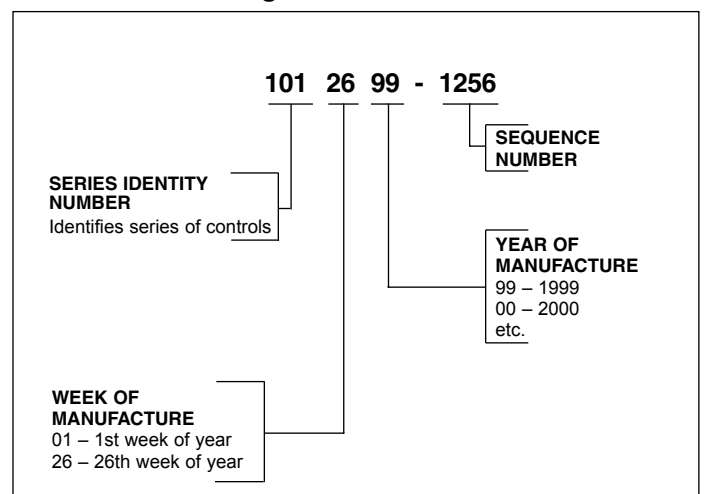 101 26 99 - 1256
SEQUENCE
NUMBER
SERIES IDENTITY
NUMBER
Identifies series of controls
YEAR OF
MANUFACTURE
99 – 1999
00 – 2000
etc.
WEEK OF
MANUFACTURE
01 – 1st week of year
26 – 26th week of year